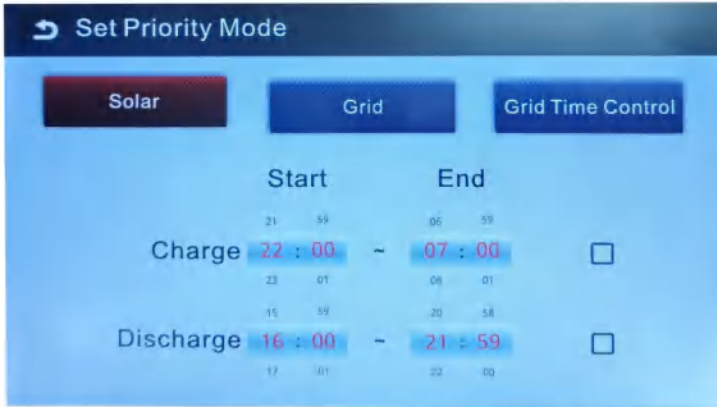 Set Priority Mode
Solar Grid Grid Time Control
Start End
21 59 06 59
Charge 22 : 00 ~ 07 : 00
23 01 08 01
15 59 20 58
Discharge 16 : 00 ~ 21 : 59
17 01 22 00